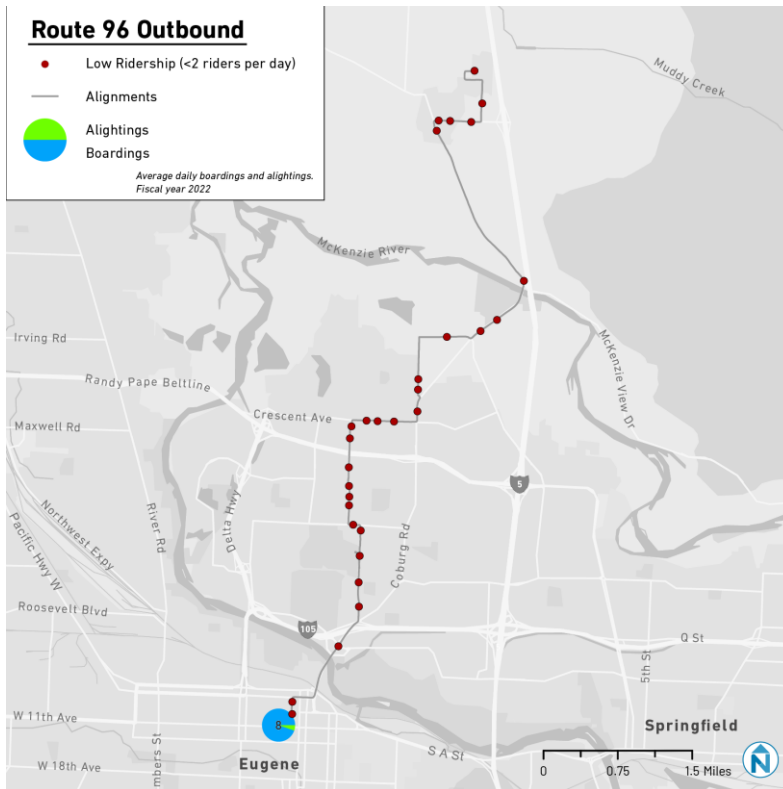 Route 96 Outbound
Low Ridership (<2 riders per day)
Alignments
Alightings
Boardings
Average daily boardings and alightings.
Fiscal year 2022
Muddy Creek
McKenzie River
McKenzie View Dr
Irving Rd
Randy Pape Beltline
Crescent Ave
Maxwell Rd
5
Northwest Expy
Pacific Hwy W
River Rd
Delta Hwy
Coburg Rd
Roosevelt Blvd
105
Q St
5th St
W 11th Ave
8
Springfield
S A St
Eugene
W 18th Ave
mbers St
0 0.75 1.5 Miles
N